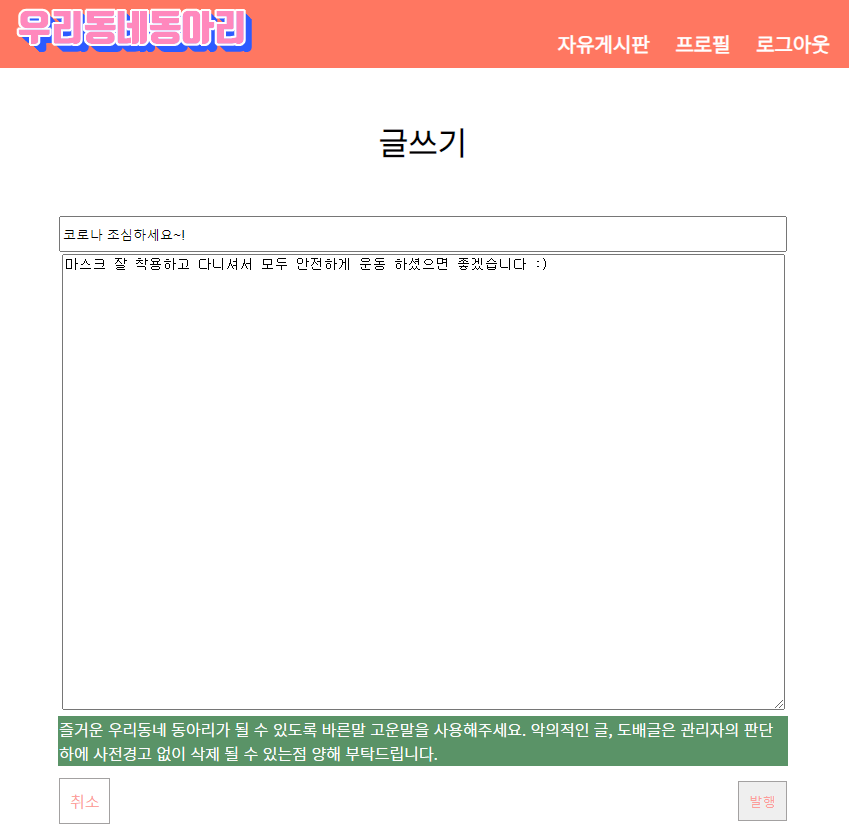 우리동네동아리
자유게시판 프로필 로그아웃
글쓰기
코로나 조심하세요~!
마스크 잘 착용하고 다니셔서 모두 안전하게 운동 하셨으면 좋겠습니다 :)
즐거운 우리동네 동아리가 될 수 있도록 바른말 고운말을 사용해주세요. 악의적인 글, 도배글은 관리자의 판단
하에 사전경고 없이 삭제 될 수 있는점 양해 부탁드립니다.
취소 발행